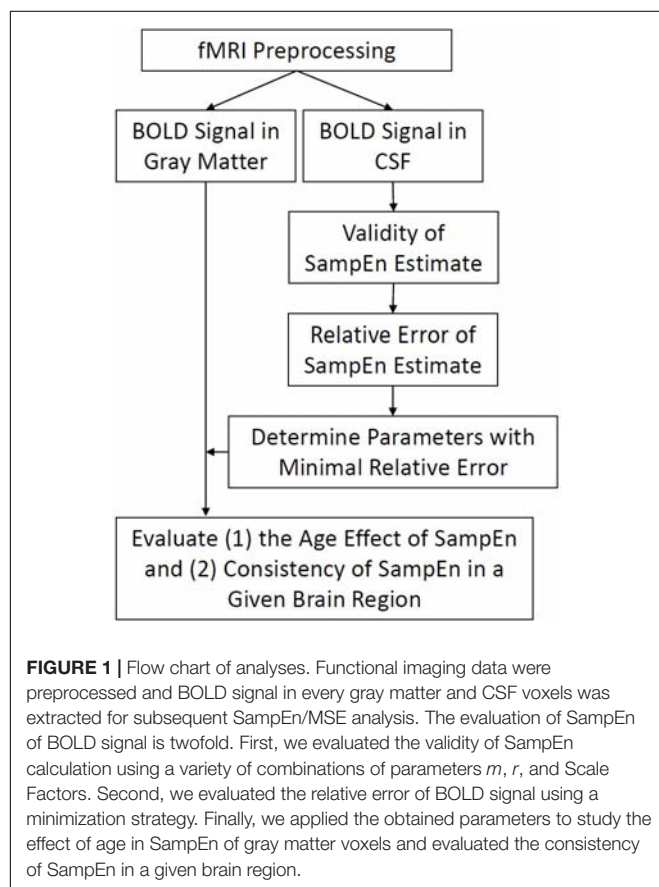 fMRI Preprocessing
BOLD Signal in
Gray Matter
BOLD Signal in
CSF
Validity of
SampEn Estimate
Relative Error of
SampEn Estimate
Determine Parameters with
Minimal Relative Error
Evaluate (1) the Age Effect of SampEn
and (2) Consistency of SampEn in a
Given Brain Region
FIGURE 1 | Flow chart of analyses. Functional imaging data were
preprocessed and BOLD signal in every gray matter and CSF voxels was
extracted for subsequent SampEn/MSE analysis. The evaluation of SampEn
of BOLD signal is twofold. First, we evaluated the validity of SampEn
calculation using a variety of combinations of parameters m, r, and Scale
Factors. Second, we evaluated the relative error of BOLD signal using a
minimization strategy. Finally, we applied the obtained parameters to study the
effect of age in SampEn of gray matter voxels and evaluated the consistency
of SampEn in a given brain region.